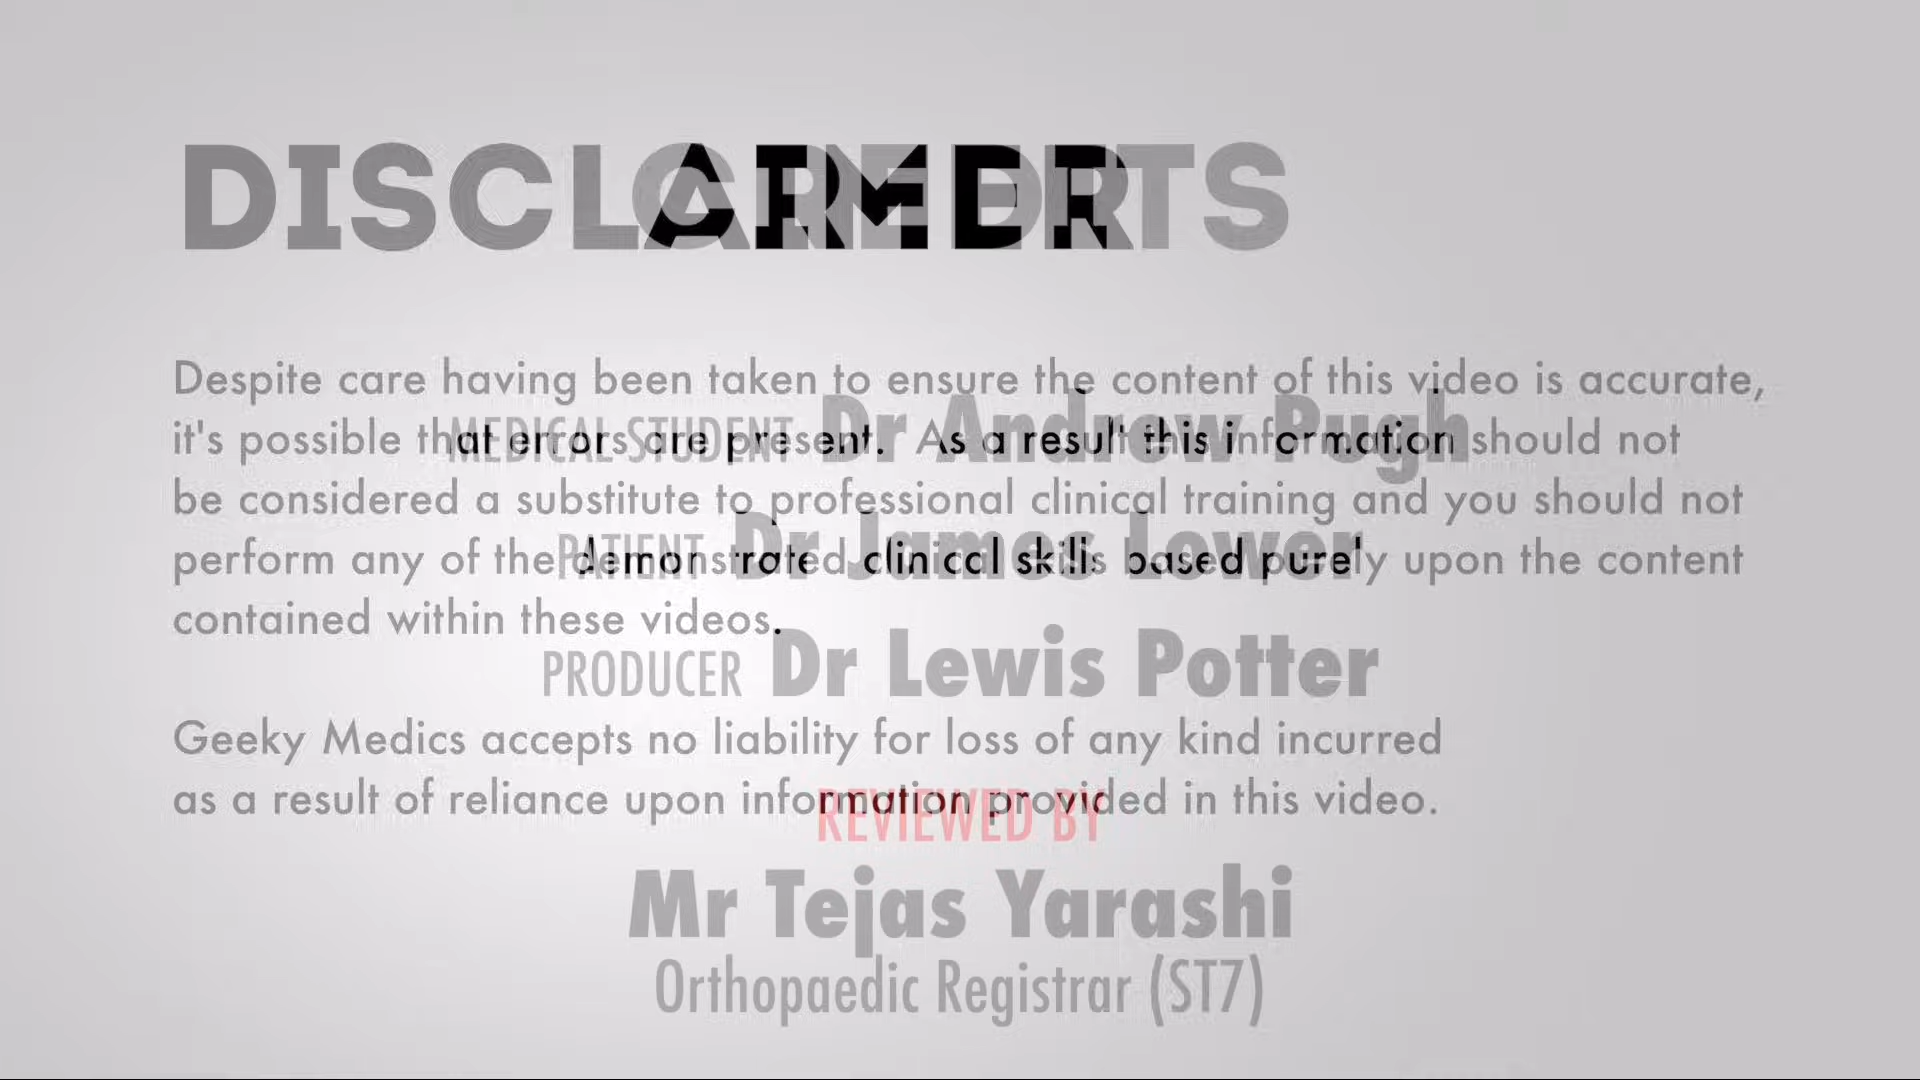 DISCLAIMER
CREDITS
Despite care having been taken to ensure the content of this video is accurate,
it's possible that errors are present. As a result this information should not
be considered a substitute to professional clinical training and you should not
perform any of the demonstrated clinical skills based purely upon the content
contained within these videos.
Geeky Medics accepts no liability for loss of any kind incurred
as a result of reliance upon information provided in this video.
MEDICAL STUDENT Dr Andrew Pugh
PATIENT Dr James Lower
PRODUCER Dr Lewis Potter
REVIEWED BY
Mr Tejas Yarashi
Orthopaedic Registrar (ST7)